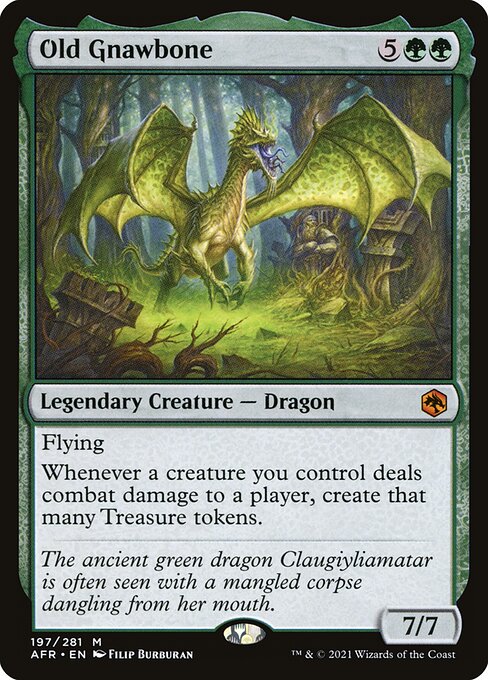 Old Gnawbone 5
Legendary Creature — Dragon
Flying
Whenever a creature you control deals
combat damage to a player, create that
many Treasure tokens.
The ancient green dragon Claugiyliamatar
is often seen with a mangled corpse
dangling from her mouth.
7/7
197/281 M
AFR • EN Filip Burburan
™ & © 2021 Wizards of the Coast